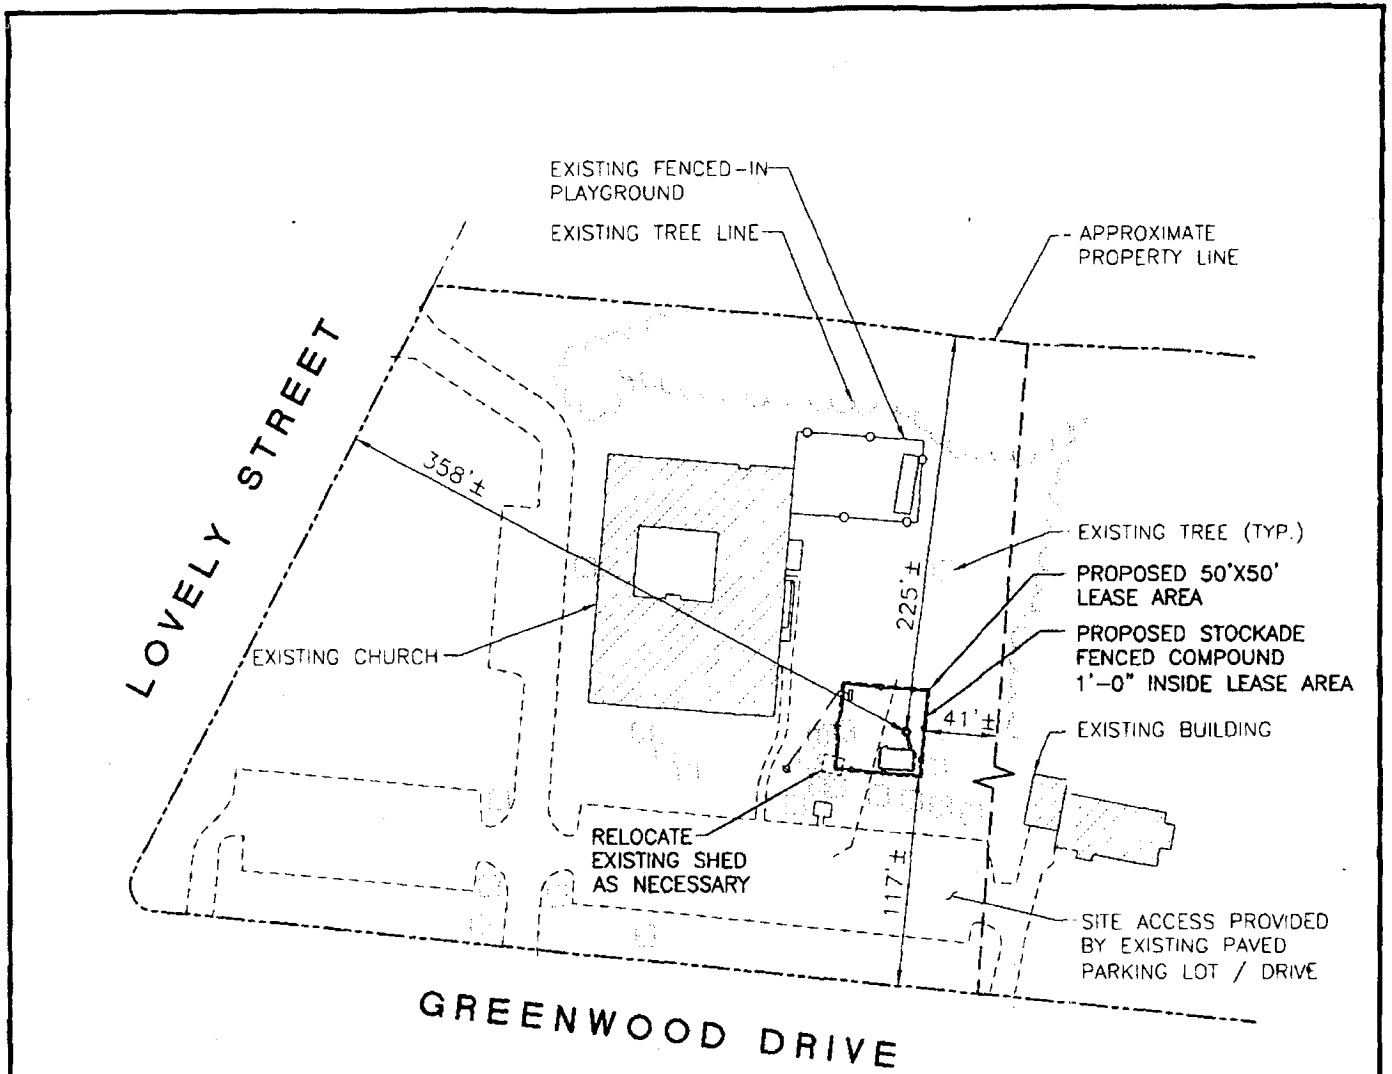 EXISTING FENCED-IN
PLAYGROUND
EXISTING TREE LINE
APPROXIMATE
PROPERTY LINE
LOVELY STREET
358'±
EXISTING TREE (TYP.)
225'±
PROPOSED 50'X50'
LEASE AREA
PROPOSED STOCKADE
FENCED COMPOUND
1'-0" INSIDE LEASE AREA
EXISTING CHURCH
41'±
EXISTING BUILDING
RELOCATE
EXISTING SHED
AS NECESSARY
117'±
SITE ACCESS PROVIDED
BY EXISTING PAVED
PARKING LOT / DRIVE
GREENWOOD DRIVE